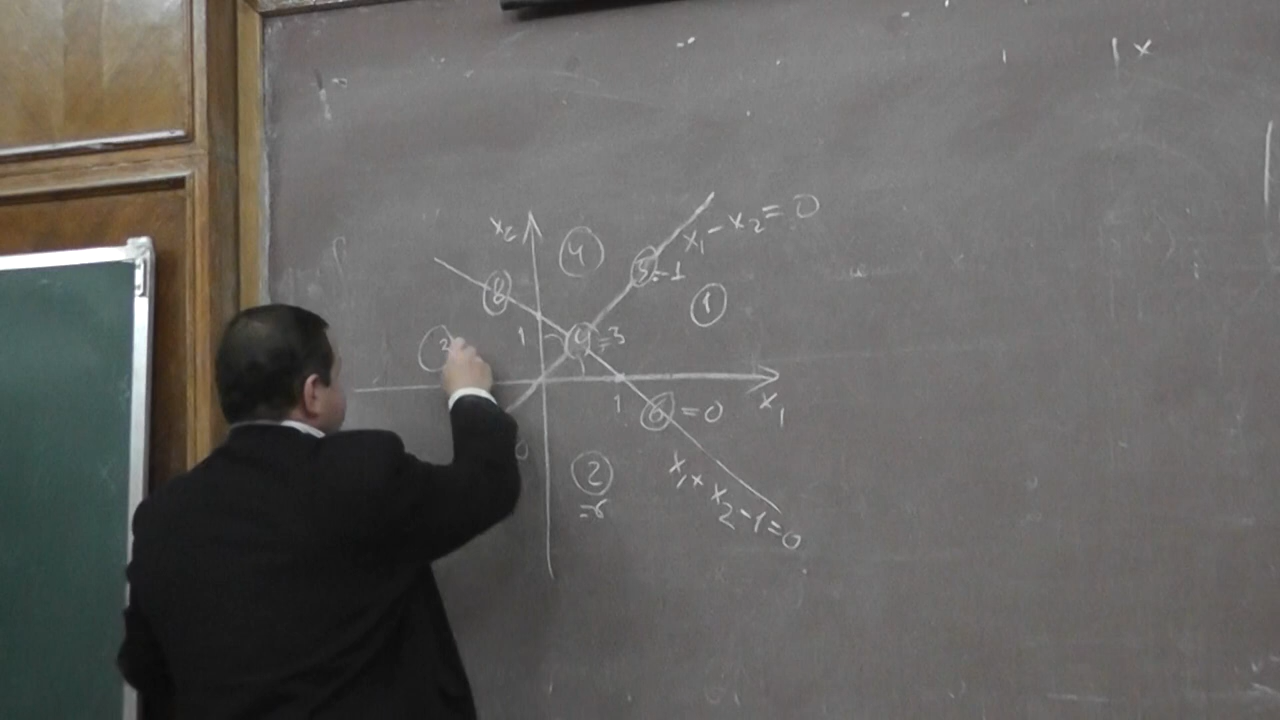 x
x₂
x₁ - x₂ = 0
4
5 = -1
8
1
1
= 3
x₁
1
6 = 0
2
x₁ + x₂ - 1 = 0